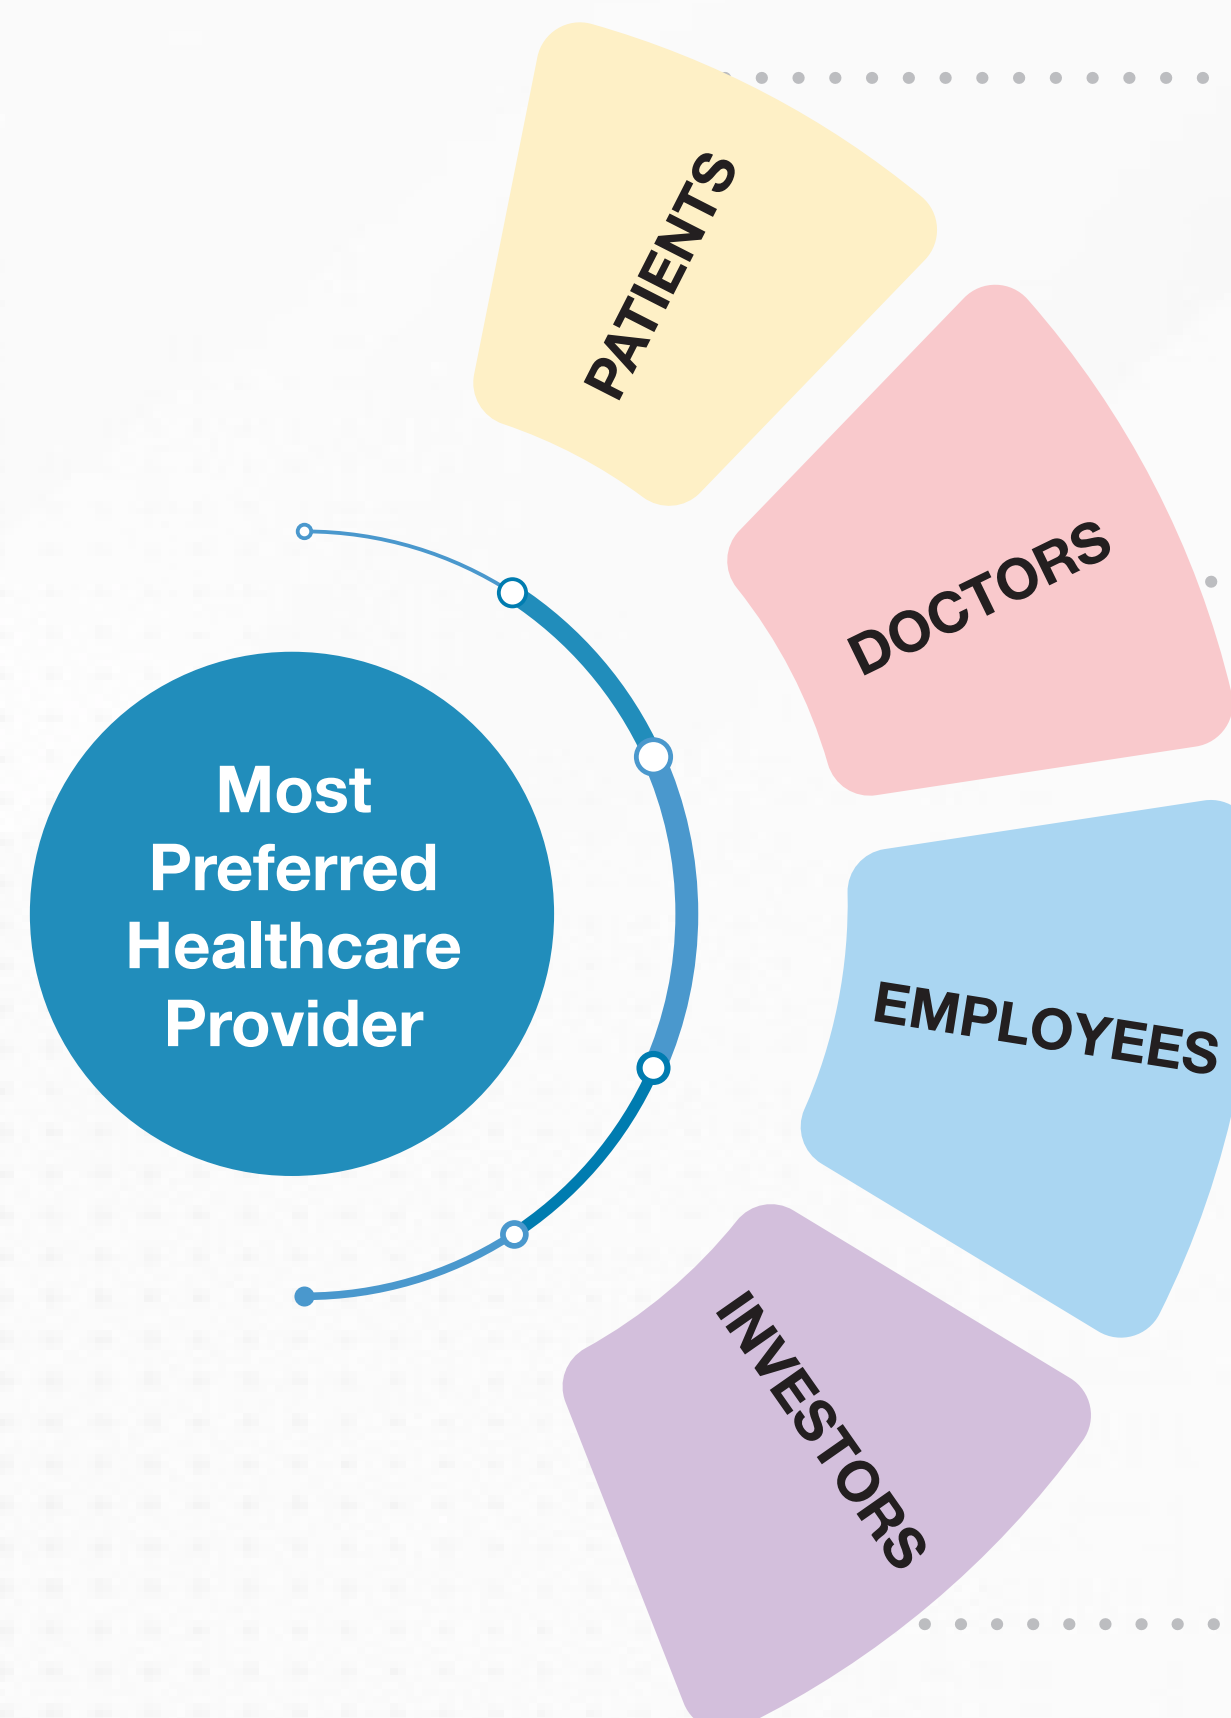 Most
Preferred
Healthcare
Provider
PATIENTS
DOCTORS
EMPLOYEES
INVESTORS